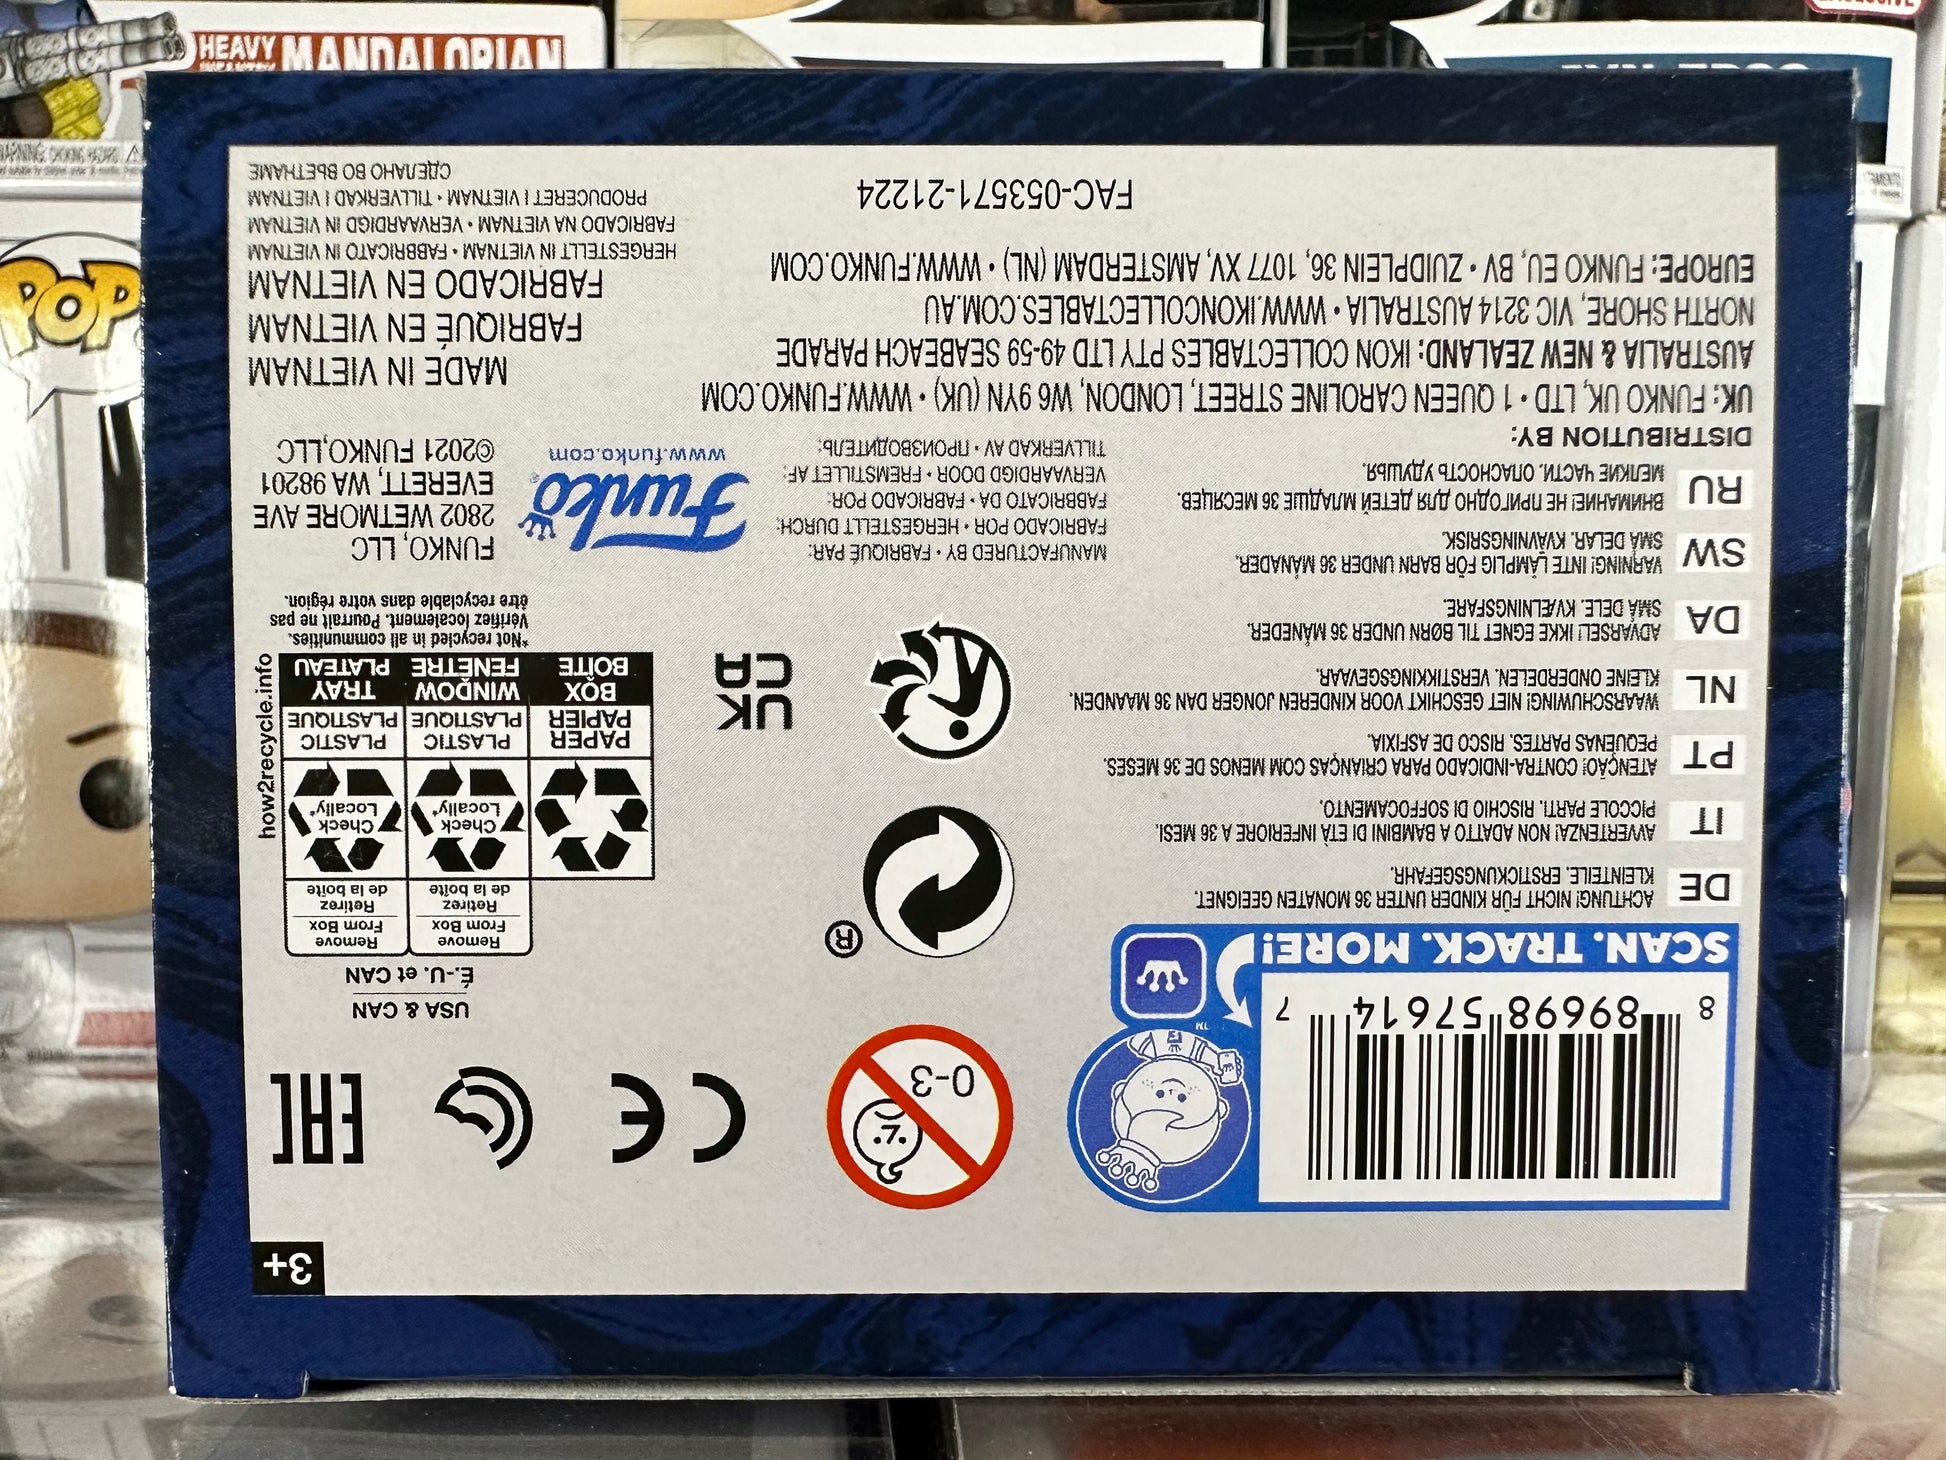 HEAVY
MANDALORIAN
POP!
3+
8 89698 57614 7
SCAN. TRACK. MORE!
TM
0-3
CE
EAC
DE
ACHTUNG! NICHT FÜR KINDER UNTER 36 MONATEN GEEIGNET.
KLEINTEILE. ERSTICKUNGSGEFAHR.
IT
AVVERTENZA! NON ADATTO A BAMBINI DI ETÀ INFERIORE A 36 MESI.
PICCOLE PARTI. RISCHIO DI SOFFOCAMENTO.
PT
ATENÇÃO! CONTRA-INDICADO PARA CRIANÇAS COM MENOS DE 36 MESES.
PEQUENAS PARTES. RISCO DE ASFIXIA.
NL
WAARSCHUWING! NIET GESCHIKT VOOR KINDEREN JONGER DAN 36 MAANDEN.
KLEINE ONDERDELEN. VERSTIKKINGSGEVAAR.
DA
ADVARSEL! IKKE EGNET TIL BØRN UNDER 36 MÅNEDER.
SMÅ DELE. KVÆLNINGSFARE.
SW
VARNING! INTE LÄMPLIG FÖR BARN UNDER 36 MÅNADER.
SMÅ DELAR. KVÄVNINGSRISK.
RU
ВНИМАНИЕ! НЕ ПРИГОДНО ДЛЯ ДЕТЕЙ МЛАДШЕ 36 МЕСЯЦЕВ.
МЕЛКИЕ ЧАСТИ. ОПАСНОСТЬ УДУШЬЯ.
®
UK
CA
USA & CAN
É.-U. et CAN
Remove From Box
Retirez de la boîte
Remove From Box
Retirez de la boîte
Check Locally*
Check Locally*
PAPER PAPIER
PLASTIC PLASTIQUE
PLASTIC PLASTIQUE
BOX BOÎTE
WINDOW FENÊTRE
TRAY PLATEAU
how2recycle.info
*Not recycled in all communities.
Vérifiez localement. Pourrait ne pas
être recyclable dans votre région.
MANUFACTURED BY • FABRIQUÉ PAR:
FABRICADO POR • HERGESTELLT DURCH:
FABBRICATO DA • FABRICADO POR:
VERVAARDIGD DOOR • FREMSTILLET AF:
TILLVERKAD AV • ПРОИЗВОДИТЕЛЬ:
Funko®
www.funko.com
FUNKO, LLC
2802 WETMORE AVE
EVERETT, WA 98201
©2021 FUNKO,LLC
DISTRIBUTION BY:
UK: FUNKO UK, LTD • 1 QUEEN CAROLINE STREET, LONDON, W6 9YN (UK) • WWW.FUNKO.COM
AUSTRALIA & NEW ZEALAND: IKON COLLECTABLES PTY LTD 49-59 SEABEACH PARADE
NORTH SHORE, VIC 3214 AUSTRALIA • WWW.IKONCOLLECTABLES.COM.AU
EUROPE: FUNKO EU, BV • ZUIDPLEIN 36, 1077 XV, AMSTERDAM (NL) • WWW.FUNKO.COM
MADE IN VIETNAM
FABRIQUÉ EN VIETNAM
FABRICADO EN VIETNAM
HERGESTELLT IN VIETNAM • FABBRICATO IN VIETNAM
FABRICADO NA VIETNAM • VERVAARDIGD IN VIETNAM
PRODUCERET I VIETNAM • TILLVERKAD I VIETNAM
СДЕЛАНО ВО ВЬЕТНАМЕ
FAC-053571-21224